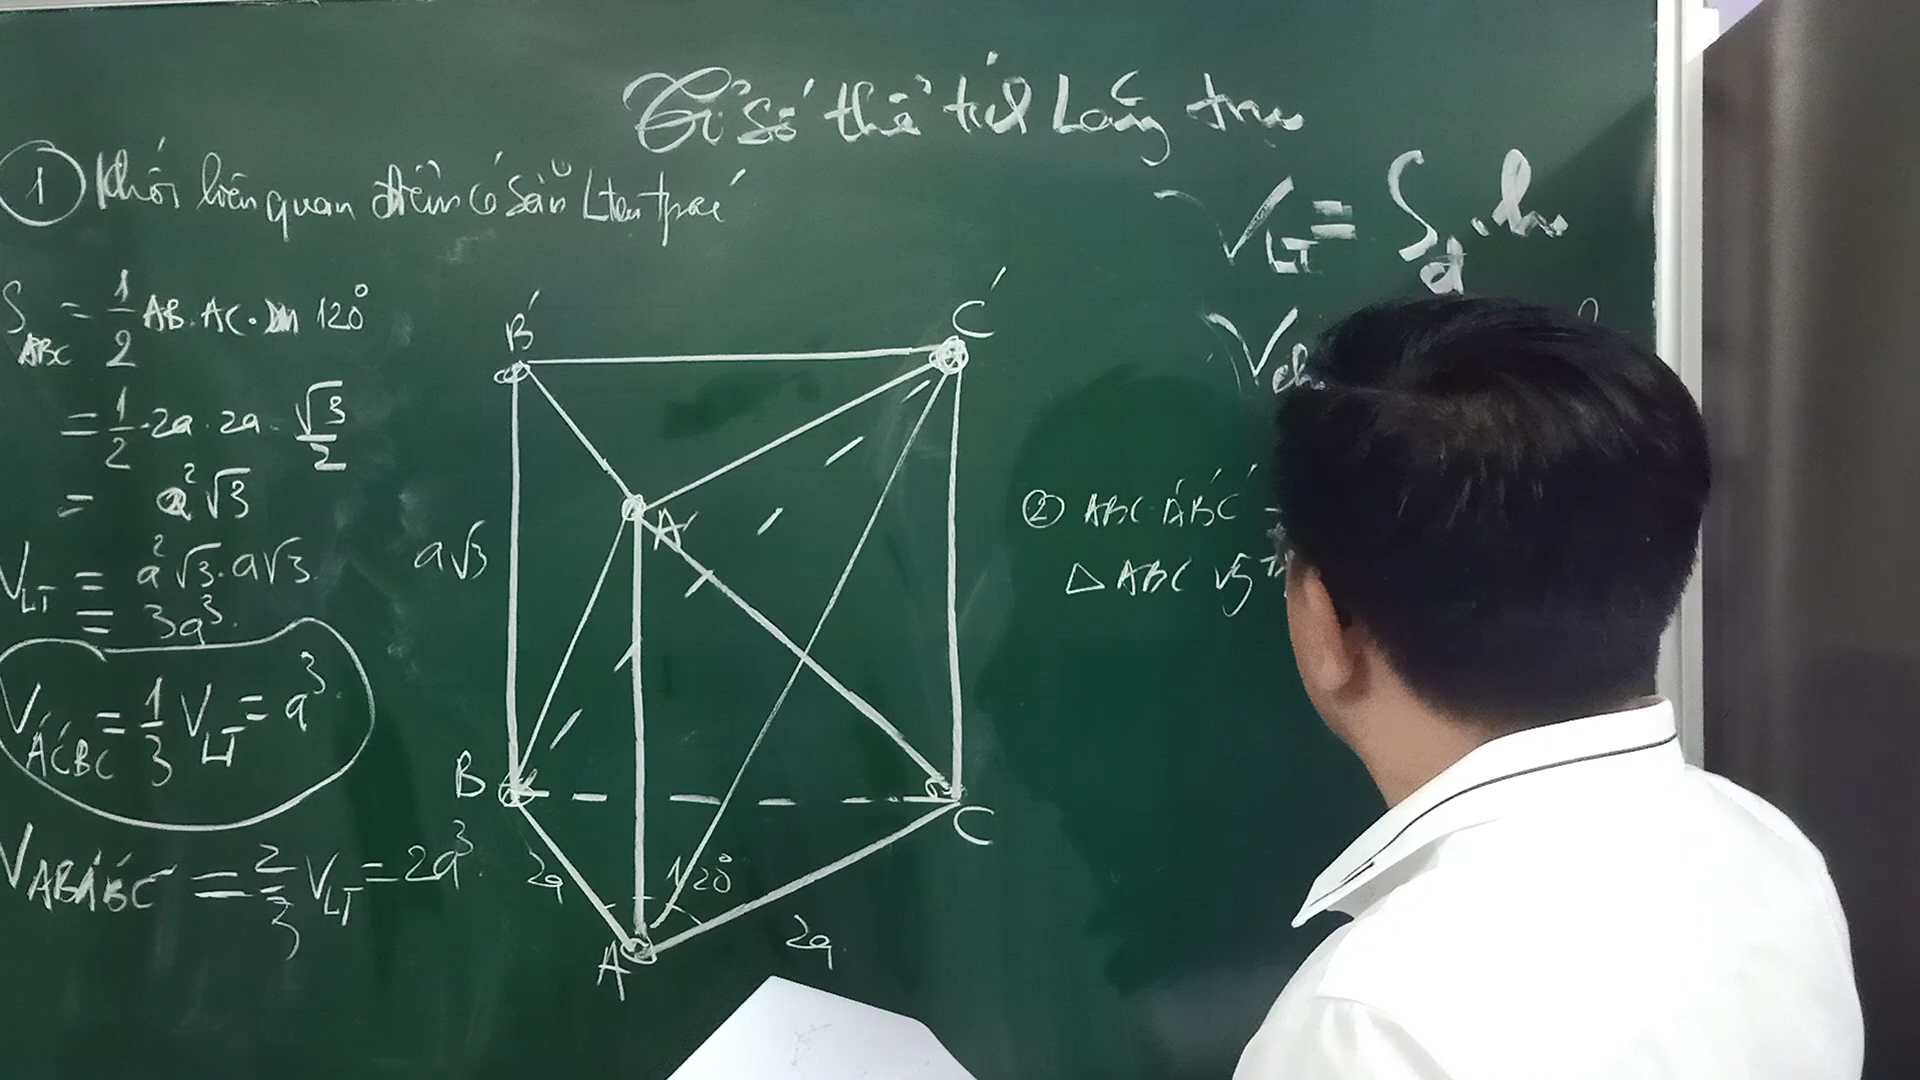 Tỉ số thể tích Lăng trụ
① Khối liên quan điểm có sẵn
V_LT = S_đ.h
V_ch
S_ABC = 1/2 AB.AC.sin 120°
= 1/2 . 2a . 2a . √3/2
= a²√3
V_LT = a²√3.a√3
= 3a³.
V_A'C'BC = 1/3 V_LT = a³.
V_ABA'B'C' = 2/3 V_LT = 2a³
B'
C'
A'
a√3
B
C
2a
120°
A
2a
② ABC.A'B'C'
△ ABC vg